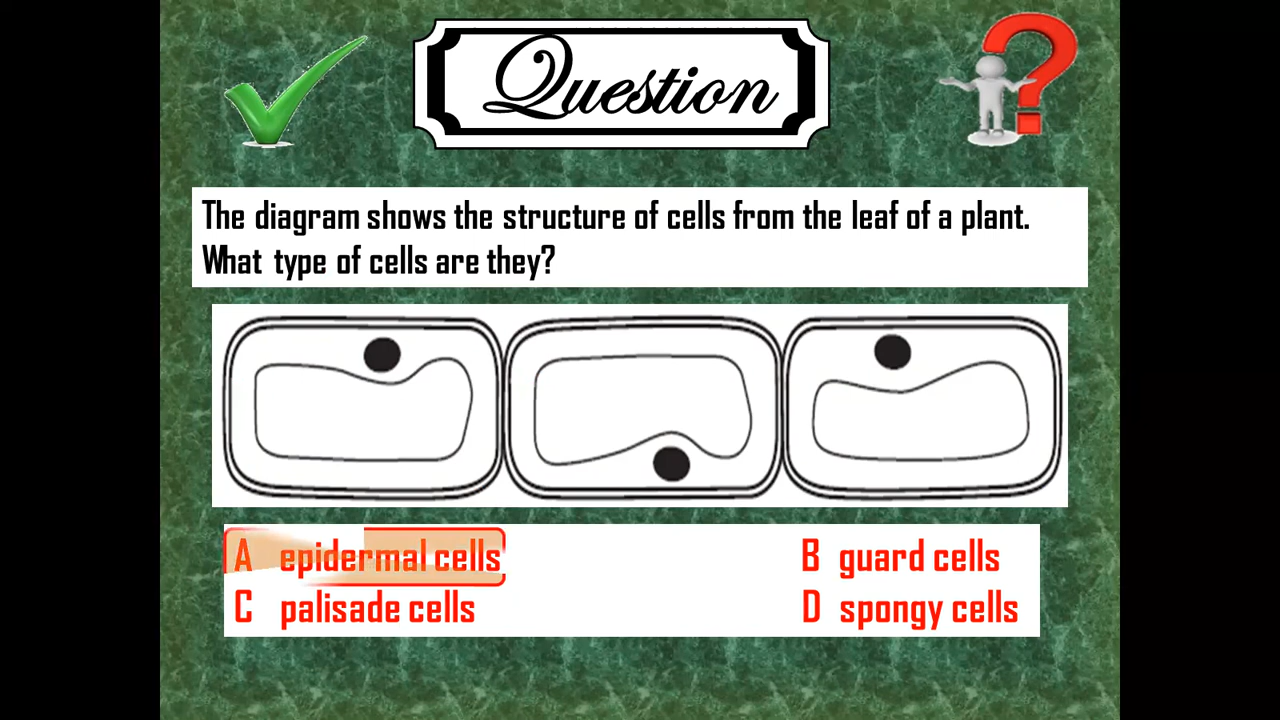 Question
The diagram shows the structure of cells from the leaf of a plant.
What type of cells are they?
A epidermal cells B guard cells
C palisade cells D spongy cells